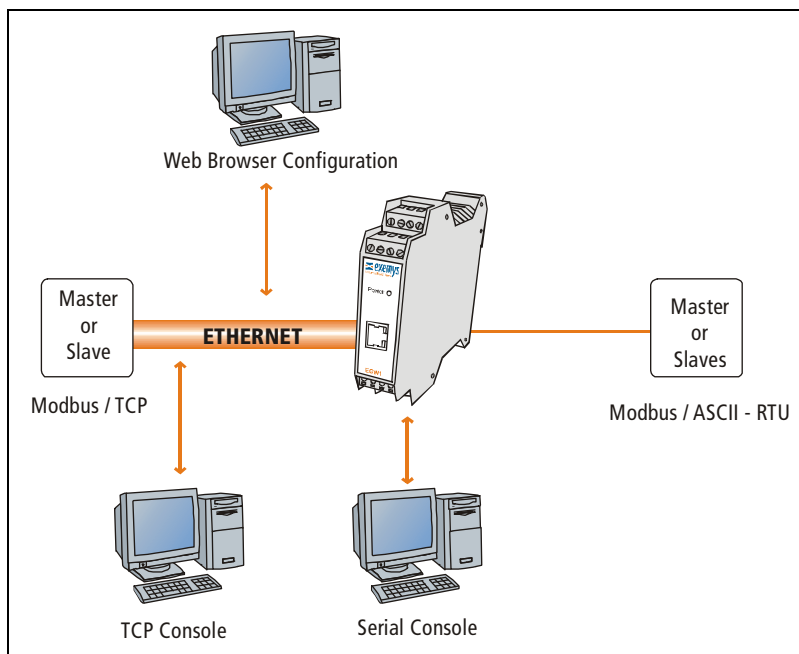 Web Browser Configuration
exemys
Power
EGW1
Master
or
Slave
ETHERNET
Master
or
Slaves
Modbus / TCP
Modbus / ASCII - RTU
TCP Console
Serial Console